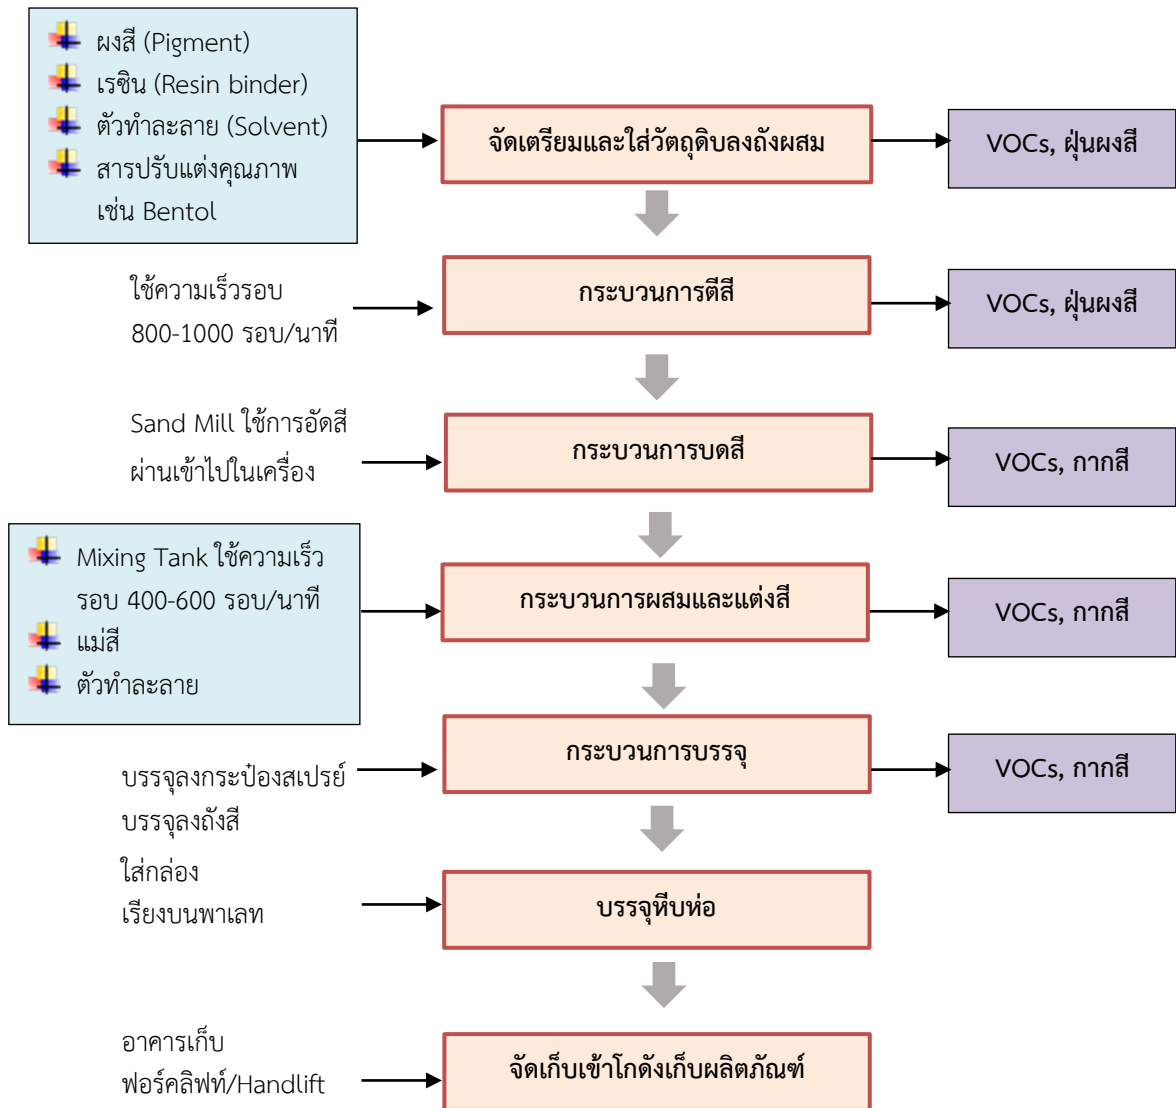 ผงสี (Pigment)
เรซิน (Resin binder)
ตัวทำละลาย (Solvent)
สารปรับแต่งคุณภาพ
เช่น Bentol
จัดเตรียมและใส่วัตถุดิบลงถังผสม
VOCs, ฝุ่นผงสี
ใช้ความเร็วรอบ
800-1000 รอบ/นาที
กระบวนการตีสี
VOCs, ฝุ่นผงสี
Sand Mill ใช้การอัดสี
ผ่านเข้าไปในเครื่อง
กระบวนการบดสี
VOCs, กากสี
Mixing Tank ใช้ความเร็ว
รอบ 400-600 รอบ/นาที
แม่สี
ตัวทำละลาย
กระบวนการผสมและแต่งสี
VOCs, กากสี
บรรจุลงกระป๋องสเปรย์
บรรจุลงถังสี
กระบวนการบรรจุ
VOCs, กากสี
ใส่กล่อง
เรียงบนพาเลท
บรรจุหีบห่อ
อาคารเก็บ
ฟอร์คลิฟท์/Handlift
จัดเก็บเข้าโกดังเก็บผลิตภัณฑ์